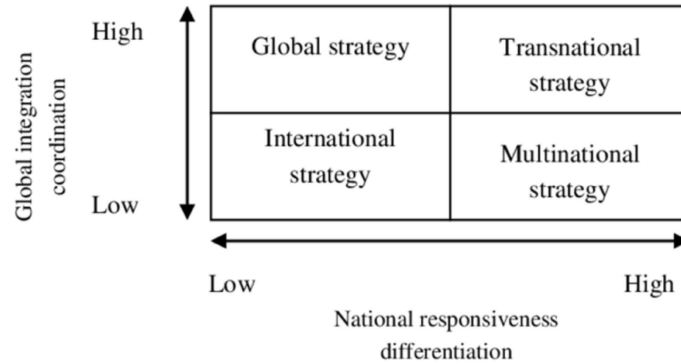 High
Global strategy
Transnational
strategy
Global integration
coordination
International
strategy
Multinational
strategy
Low
Low
High
National responsiveness
differentiation